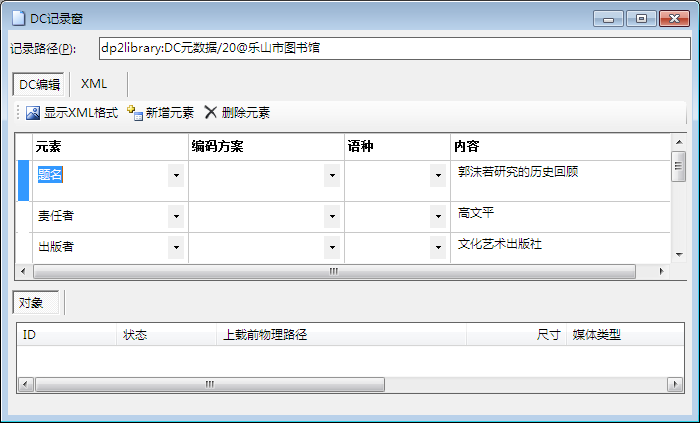 DC记录窗
记录路径(P): dp2library:DC元数据/20@乐山市图书馆
DC编辑 XML
显示XML格式 新增元素 删除元素
元素 编码方案 语种 内容
题名 郭沫若研究的历史回顾
责任者 高文平
出版者 文化艺术出版社
对象
ID 状态 上载前物理路径 尺寸 媒体类型